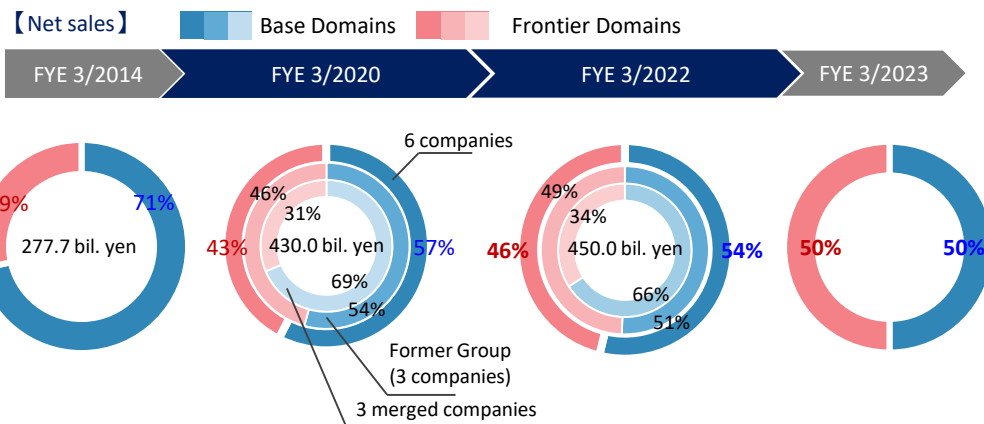 【Net sales】
Base Domains
Frontier Domains
FYE 3/2014
FYE 3/2020
FYE 3/2022
FYE 3/2023
6 companies
9%
71%
277.7 bil. yen
46%
31%
43%
430.0 bil. yen
57%
69%
54%
49%
34%
46%
450.0 bil. yen
54%
66%
51%
50%
50%
Former Group
(3 companies)
3 merged companies